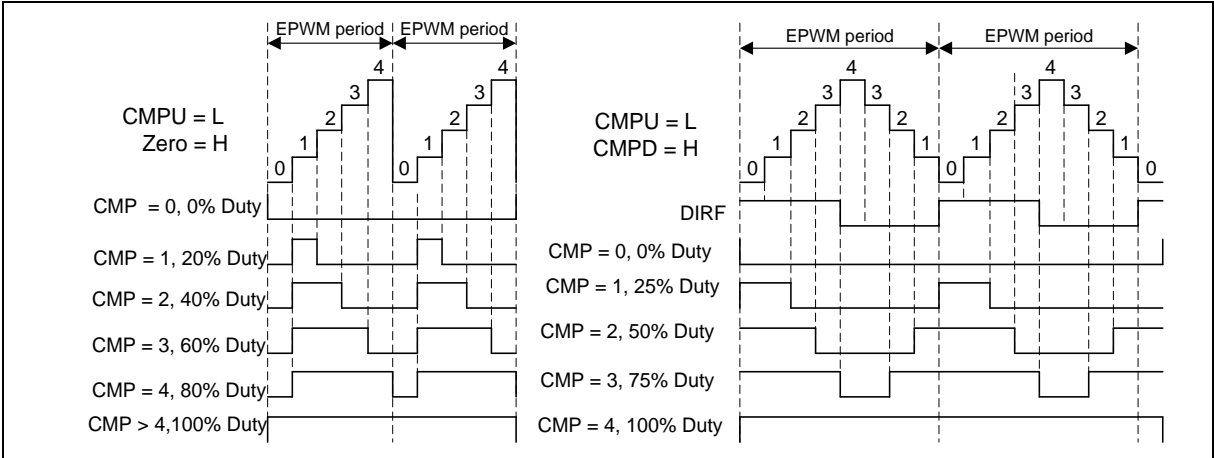 EPWM period EPWM period
4 4
3 3
2 2
1 1
0 0
CMPU = L
Zero = H
CMP = 0, 0% Duty
CMP = 1, 20% Duty
CMP = 2, 40% Duty
CMP = 3, 60% Duty
CMP = 4, 80% Duty
CMP > 4,100% Duty
EPWM period EPWM period
4 4
3 3 3 3
2 2 2 2
1 1 1 1
0 0 0
CMPU = L
CMPD = H
DIRF
CMP = 0, 0% Duty
CMP = 1, 25% Duty
CMP = 2, 50% Duty
CMP = 3, 75% Duty
CMP = 4, 100% Duty